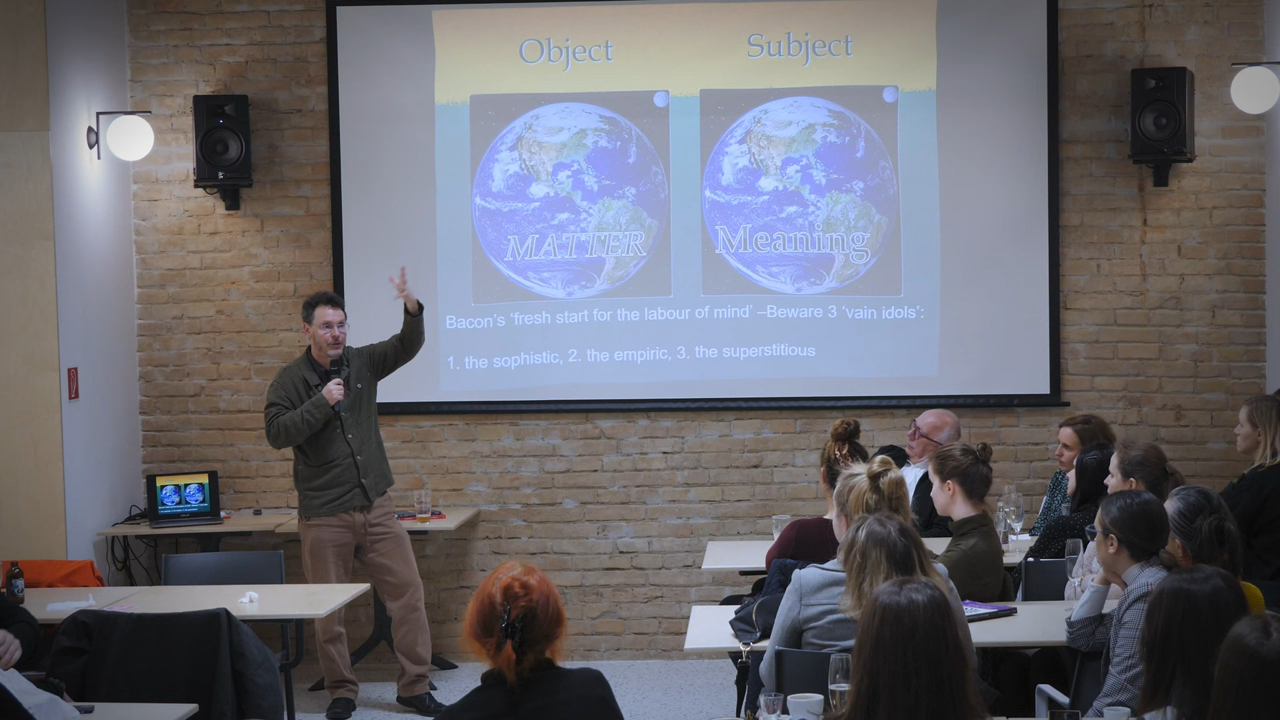 Object
Subject
MATTER
Meaning
Bacon's 'fresh start for the labour of mind' –Beware 3 'vain idols':
1. the sophistic, 2. the empiric, 3. the superstitious